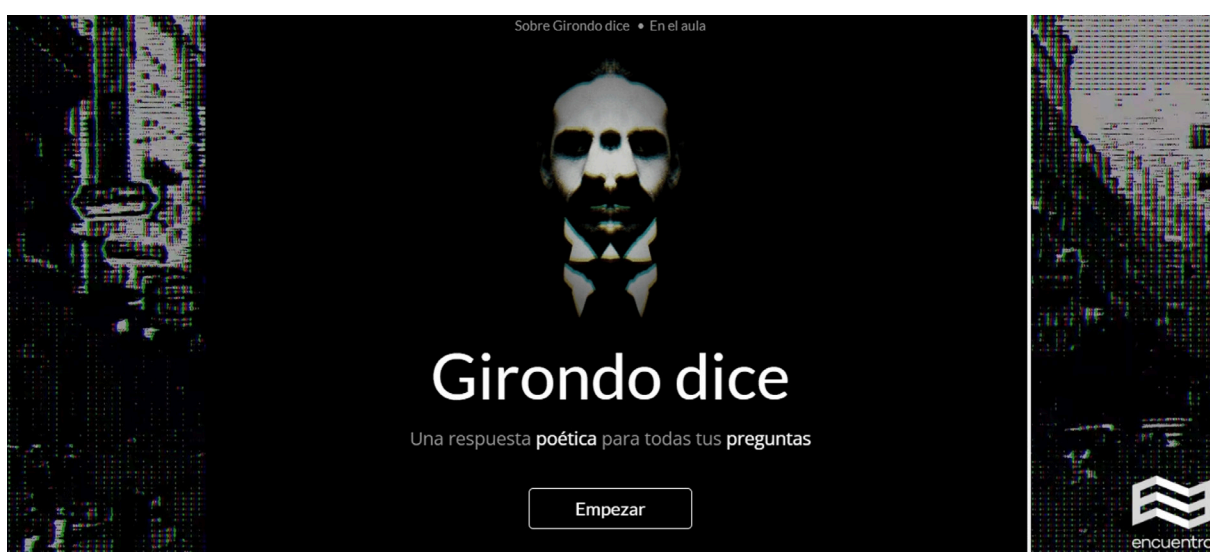 Sobre Girondo dice • En el aula
Girondo dice
Una respuesta poética para todas tus preguntas
Empezar
encuentro